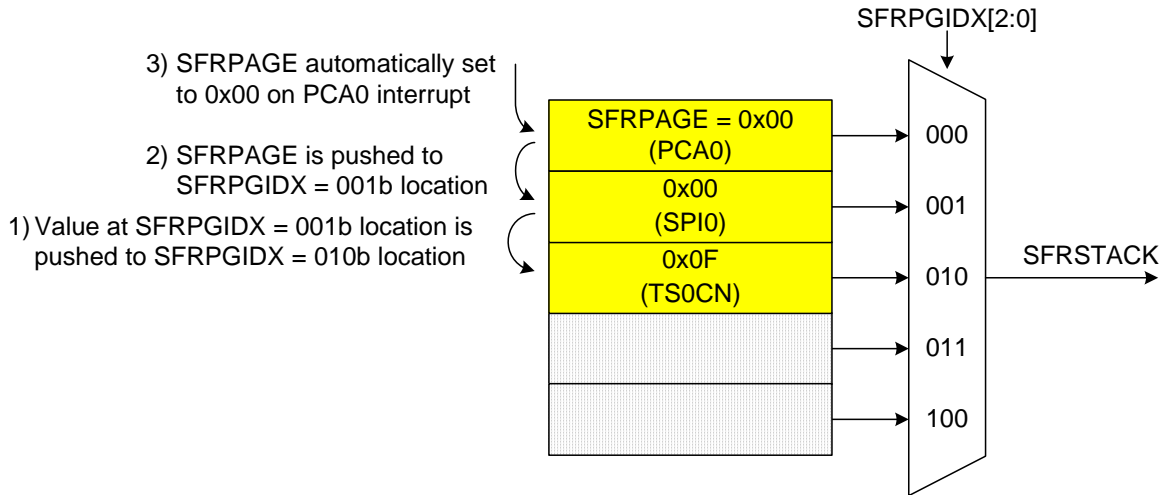 SFRPGIDX[2:0]
3) SFRPAGE automatically set
to 0x00 on PCA0 interrupt
2) SFRPAGE is pushed to
SFRPGIDX = 001b location
1) Value at SFRPGIDX = 001b location is
pushed to SFRPGIDX = 010b location
SFRPAGE = 0x00
(PCA0)
0x00
(SPI0)
0x0F
(TS0CN)
000
001
010
011
100
SFRSTACK